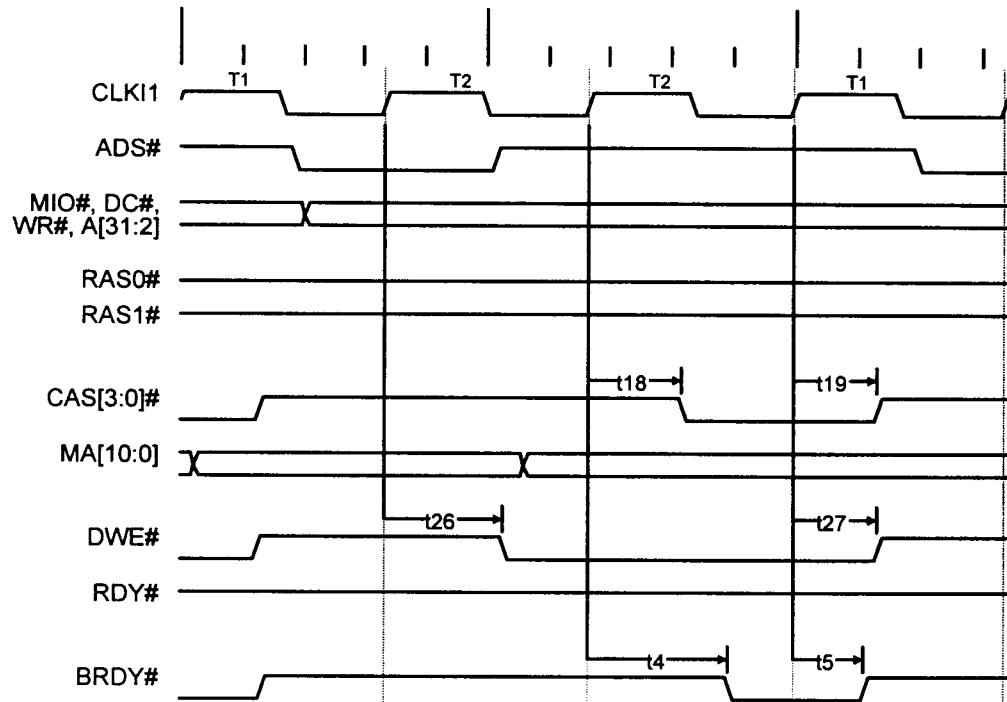 T1 T2 T2 T1
CLKI1
ADS#
MIO#, DC#,
WR#, A[31:2]
RAS0#
RAS1#
t18 t19
CAS[3:0]#
MA[10:0]
t26 t27
DWE#
RDY#
t4 t5
BRDY#